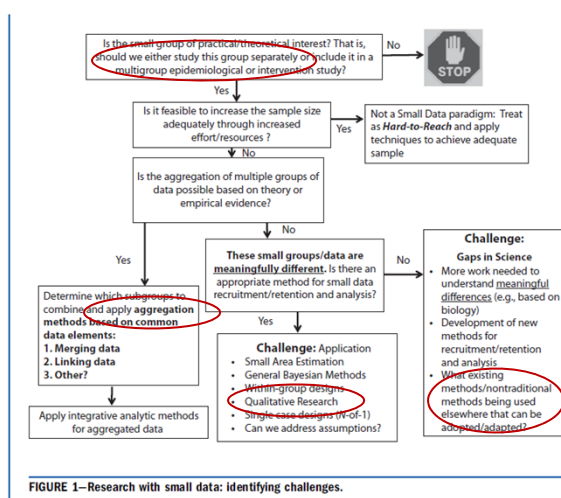 Is the small group of practical/theoretical interest? That is,
should we either study this group separately or include it in a
multigroup epidemiological or intervention study?
No
STOP
Yes
Is it feasible to increase the sample size
adequately through increased
effort/resources ?
Yes
Not a Small Data paradigm: Treat
as Hard-to-Reach and apply
techniques to achieve adequate
sample
No
Is the aggregation of multiple groups of
data possible based on theory or
empirical evidence?
Yes
No
These small groups/data are
meaningfully different. Is there an
appropriate method for small data
recruitment/retention and analysis?
No
Challenge:
Gaps in Science
• More work needed to
understand meaningful
differences (e.g., based on
biology)
• Development of new
methods for
recruitment/retention
and analysis
• What existing
methods/nontraditional
methods being used
elsewhere that can be
adopted/adapted?
Determine which subgroups to
combine and apply aggregation
methods based on common
data elements:
1. Merging data
2. Linking data
3. Other?
Apply integrative analytic methods
for aggregated data
Yes
Challenge: Application
• Small Area Estimation
• General Bayesian Methods
• Within-group designs
• Qualitative Research
• Single case designs (N-of-1)
• Can we address assumptions?
FIGURE 1—Research with small data: identifying challenges.